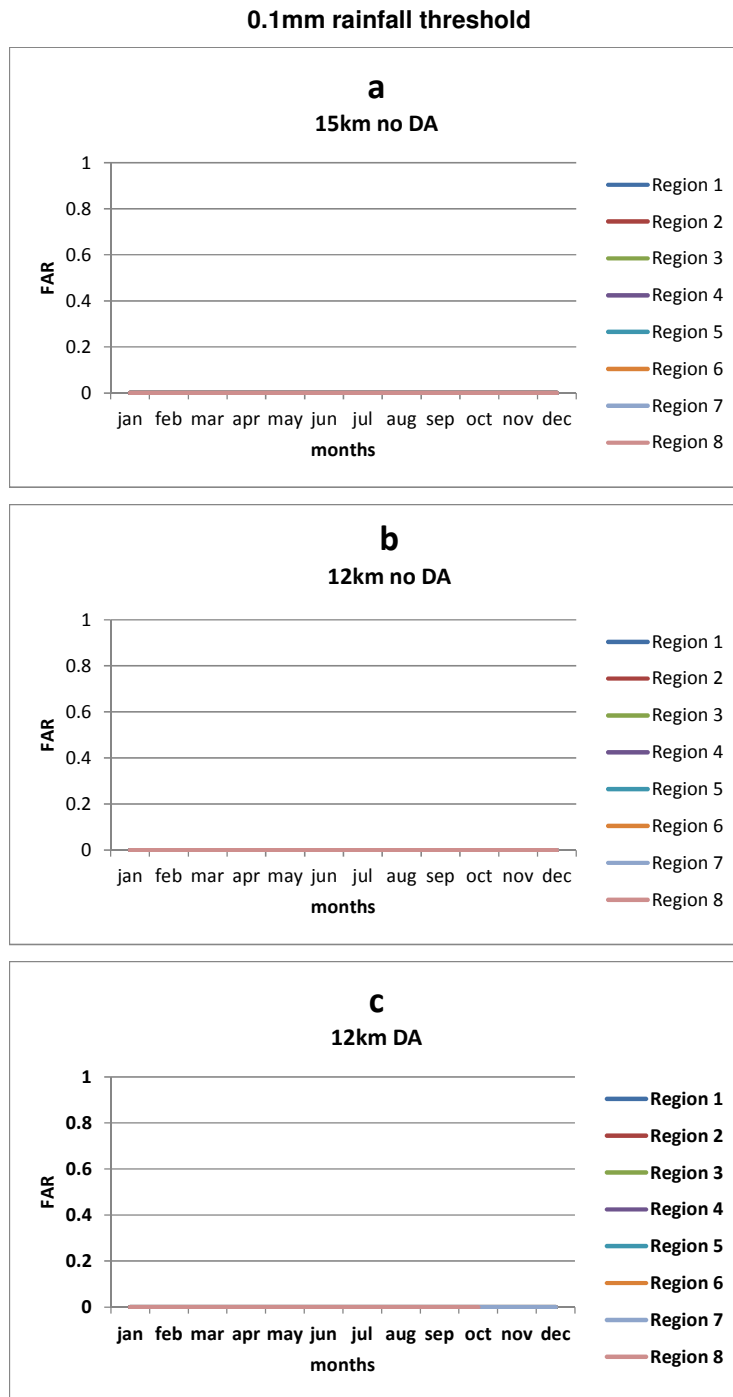 0.1mm rainfall threshold
a
15km no DA
1
0.8
0.6
0.4
0.2
0
FAR
jan feb mar apr may jun jul aug sep oct nov dec
months
Region 1
Region 2
Region 3
Region 4
Region 5
Region 6
Region 7
Region 8
b
12km no DA
1
0.8
0.6
0.4
0.2
0
FAR
jan feb mar apr may jun jul aug sep oct nov dec
months
Region 1
Region 2
Region 3
Region 4
Region 5
Region 6
Region 7
Region 8
c
12km DA
1
0.8
0.6
0.4
0.2
0
FAR
jan feb mar apr may jun jul aug sep oct nov dec
months
Region 1
Region 2
Region 3
Region 4
Region 5
Region 6
Region 7
Region 8